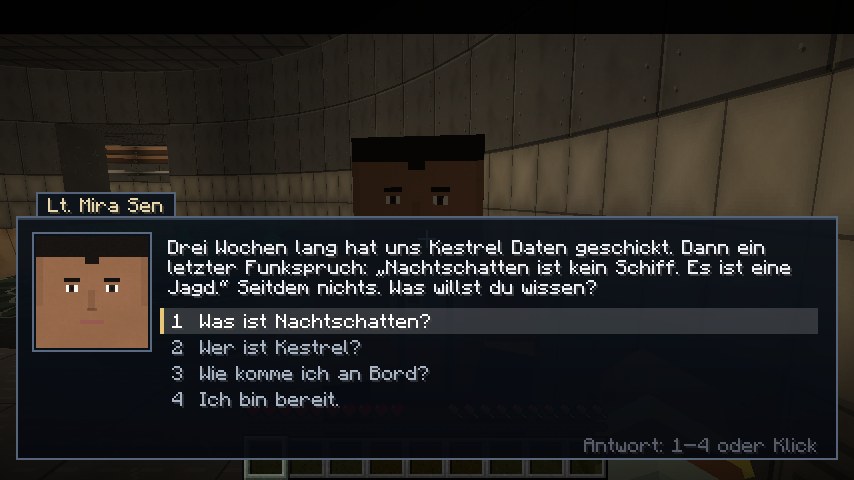 Lt. Mira Sen
Drei Wochen lang hat uns Kestrel Daten geschickt. Dann ein
letzter Funkspruch: „Nachtschatten ist kein Schiff. Es ist eine
Jagd.“ Seitdem nichts. Was willst du wissen?
1 Was ist Nachtschatten?
2 Wer ist Kestrel?
3 Wie komme ich an Bord?
4 Ich bin bereit.
Antwort: 1–4 oder Klick